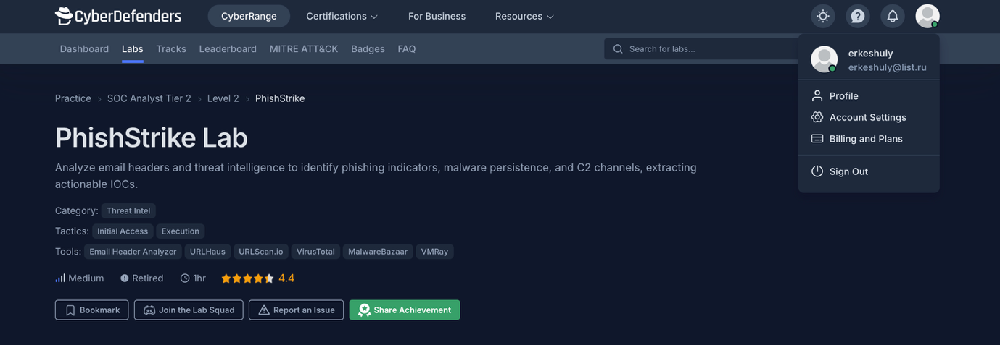 CyberDefenders CyberRange Certifications For Business Resources
Dashboard Labs Tracks Leaderboard MITRE ATT&CK Badges FAQ Search for labs...
erkeshuly
erkeshuly@list.ru
Profile
Account Settings
Billing and Plans
Sign Out
Practice > SOC Analyst Tier 2 > Level 2 > PhishStrike
PhishStrike Lab
Analyze email headers and threat intelligence to identify phishing indicators, malware persistence, and C2 channels, extracting
actionable IOCs.
Category: Threat Intel
Tactics: Initial Access Execution
Tools: Email Header Analyzer URLHaus URLScan.io VirusTotal MalwareBazaar VMRay
Medium Retired 1hr 4.4
Bookmark Join the Lab Squad Report an Issue Share Achievement